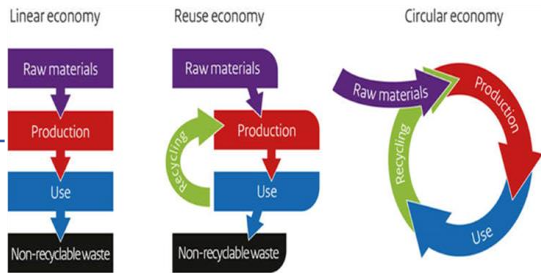 Linear economy
Raw materials
Production
Use
Non-recyclable waste
Reuse economy
Raw materials
Production
Recycling
Use
Non-recyclable waste
Circular economy
Raw materials
Production
Use
Recycling